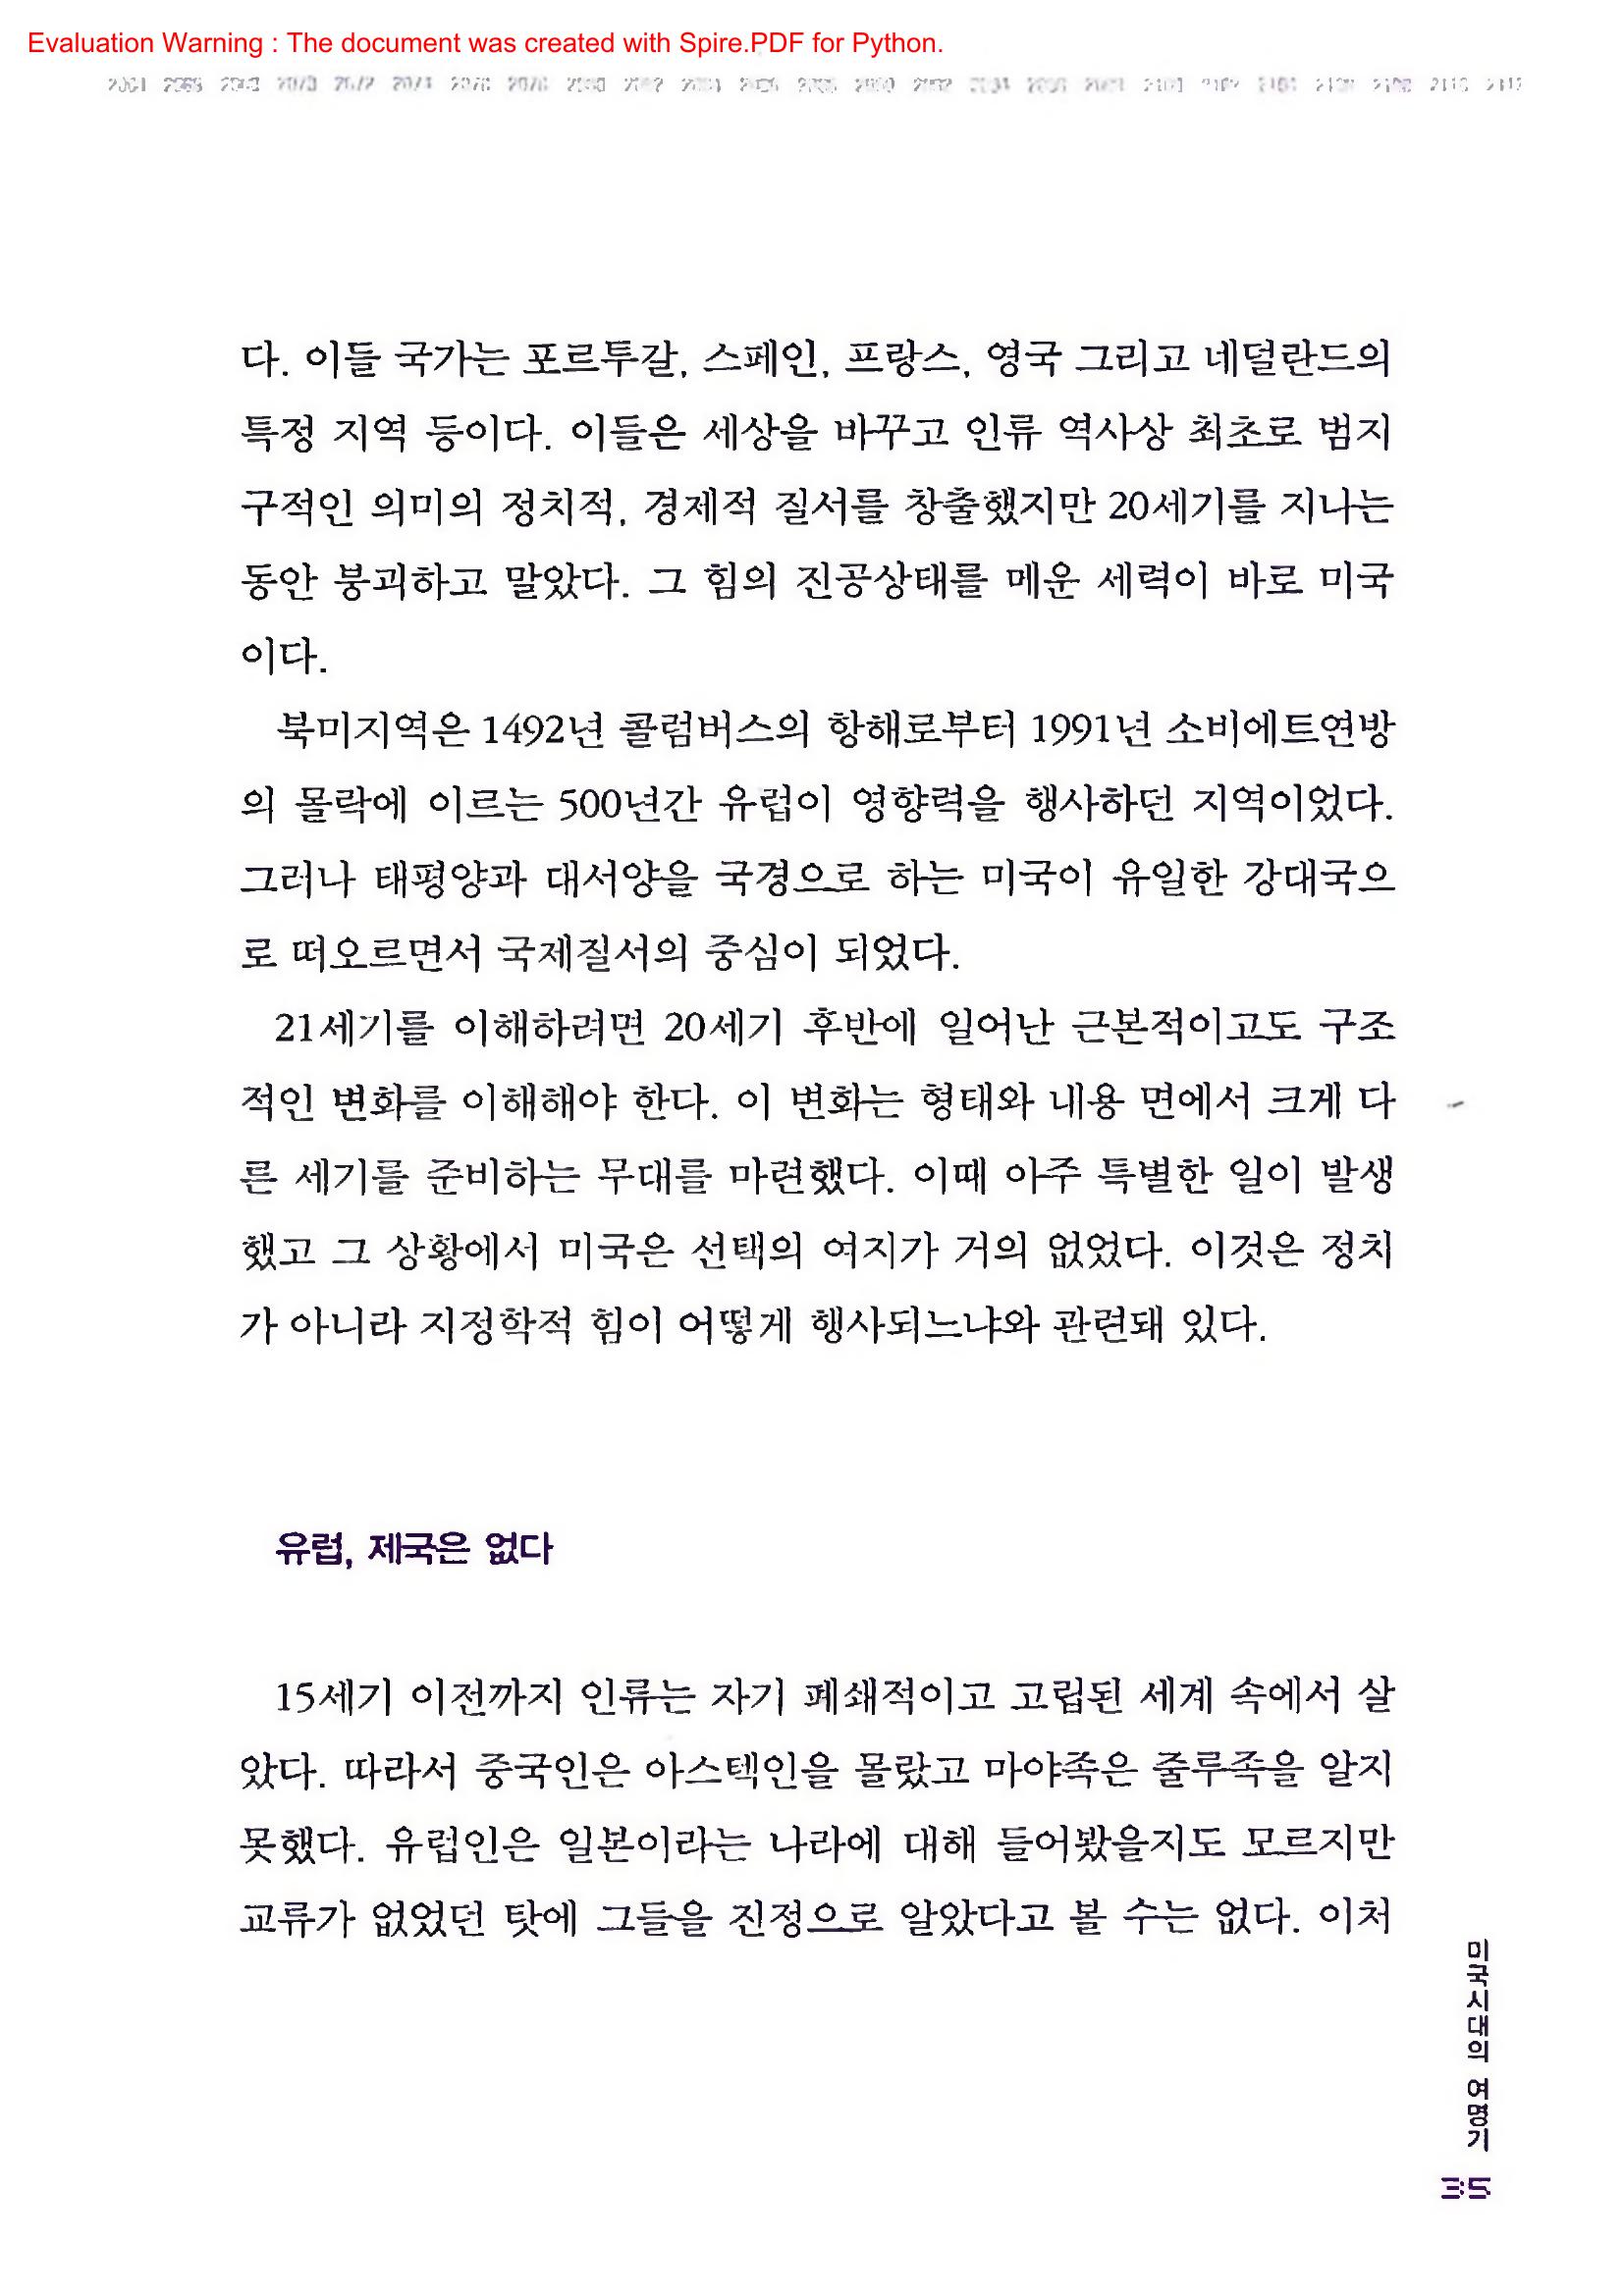 Evaluation Warning : The document was created with Spire.PDF for Python.
다. 이들 국가는 포르투갈, 스페인, 프랑스, 영국 그리고 네덜란드의
특정 지역 등이다. 이들은 세상을 바꾸고 인류 역사상 최초로 범지
구적인 의미의 정치적, 경제적 질서를 창출했지만 20세기를 지나는
동안 붕괴하고 말았다. 그 힘의 진공상태를 메운 세력이 바로 미국
이다.
북미지역은 1492년 콜럼버스의 항해로부터 1991년 소비에트연방
의 몰락에 이르는 500년간 유럽이 영향력을 행사하던 지역이었다.
그러나 태평양과 대서양을 국경으로 하는 미국이 유일한 강대국으
로 떠오르면서 국제질서의 중심이 되었다.
21세기를 이해하려면 20세기 후반에 일어난 근본적이고도 구조
적인 변화를 이해해야 한다. 이 변화는 형태와 내용 면에서 크게 다
른 세기를 준비하는 무대를 마련했다. 이때 아주 특별한 일이 발생
했고 그 상황에서 미국은 선택의 여지가 거의 없었다. 이것은 정치
가 아니라 지정학적 힘이 어떻게 행사되느냐와 관련돼 있다.
유럽, 제국은 없다
15세기 이전까지 인류는 자기 폐쇄적이고 고립된 세계 속에서 살
았다. 따라서 중국인은 아스텍인을 몰랐고 마야족은 줄루족을 알지
못했다. 유럽인은 일본이라는 나라에 대해 들어봤을지도 모르지만
교류가 없었던 탓에 그들을 진정으로 알았다고 볼 수는 없다. 이처
미국시대의 여명기
35